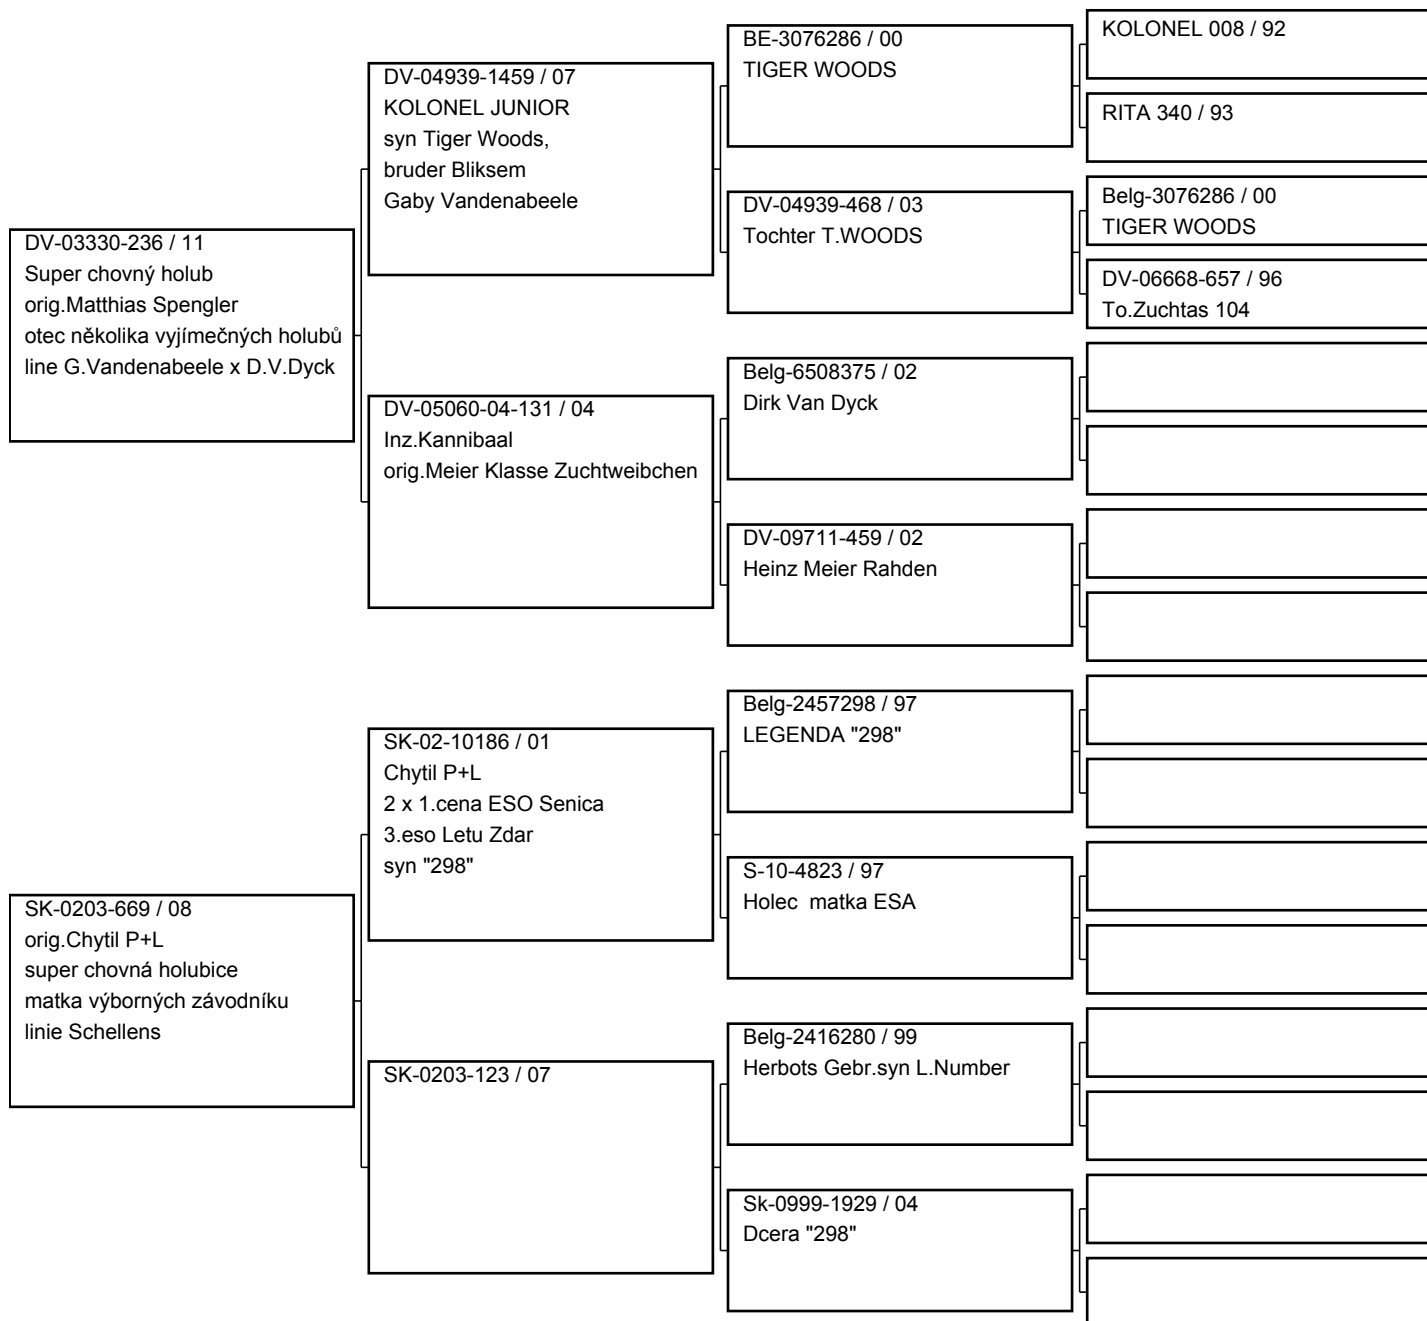 DV-03330-236 / 11
Super chovný holub
orig.Matthias Spengler
otec několika vyjímečných holubů
line G.Vandenabeele x D.V.Dyck
SK-0203-669 / 08
orig.Chytil P+L
super chovná holubice
matka výborných závodníku
linie Schellens
DV-04939-1459 / 07
KOLONEL JUNIOR
syn Tiger Woods,
bruder Bliksem
Gaby Vandenabeele
DV-05060-04-131 / 04
Inz.Kannibaal
orig.Meier Klasse Zuchtweibchen
SK-02-10186 / 01
Chytil P+L
2 x 1.cena ESO Senica
3.eso Letu Zdar
syn "298"
SK-0203-123 / 07
BE-3076286 / 00
TIGER WOODS
DV-04939-468 / 03
Tochter T.WOODS
Belg-6508375 / 02
Dirk Van Dyck
DV-09711-459 / 02
Heinz Meier Rahden
Belg-2457298 / 97
LEGENDA "298"
S-10-4823 / 97
Holec  matka ESA
Belg-2416280 / 99
Herbots Gebr.syn L.Number
Sk-0999-1929 / 04
Dcera "298"
KOLONEL 008 / 92
RITA 340 / 93
Belg-3076286 / 00
TIGER WOODS
DV-06668-657 / 96
To.Zuchtas 104